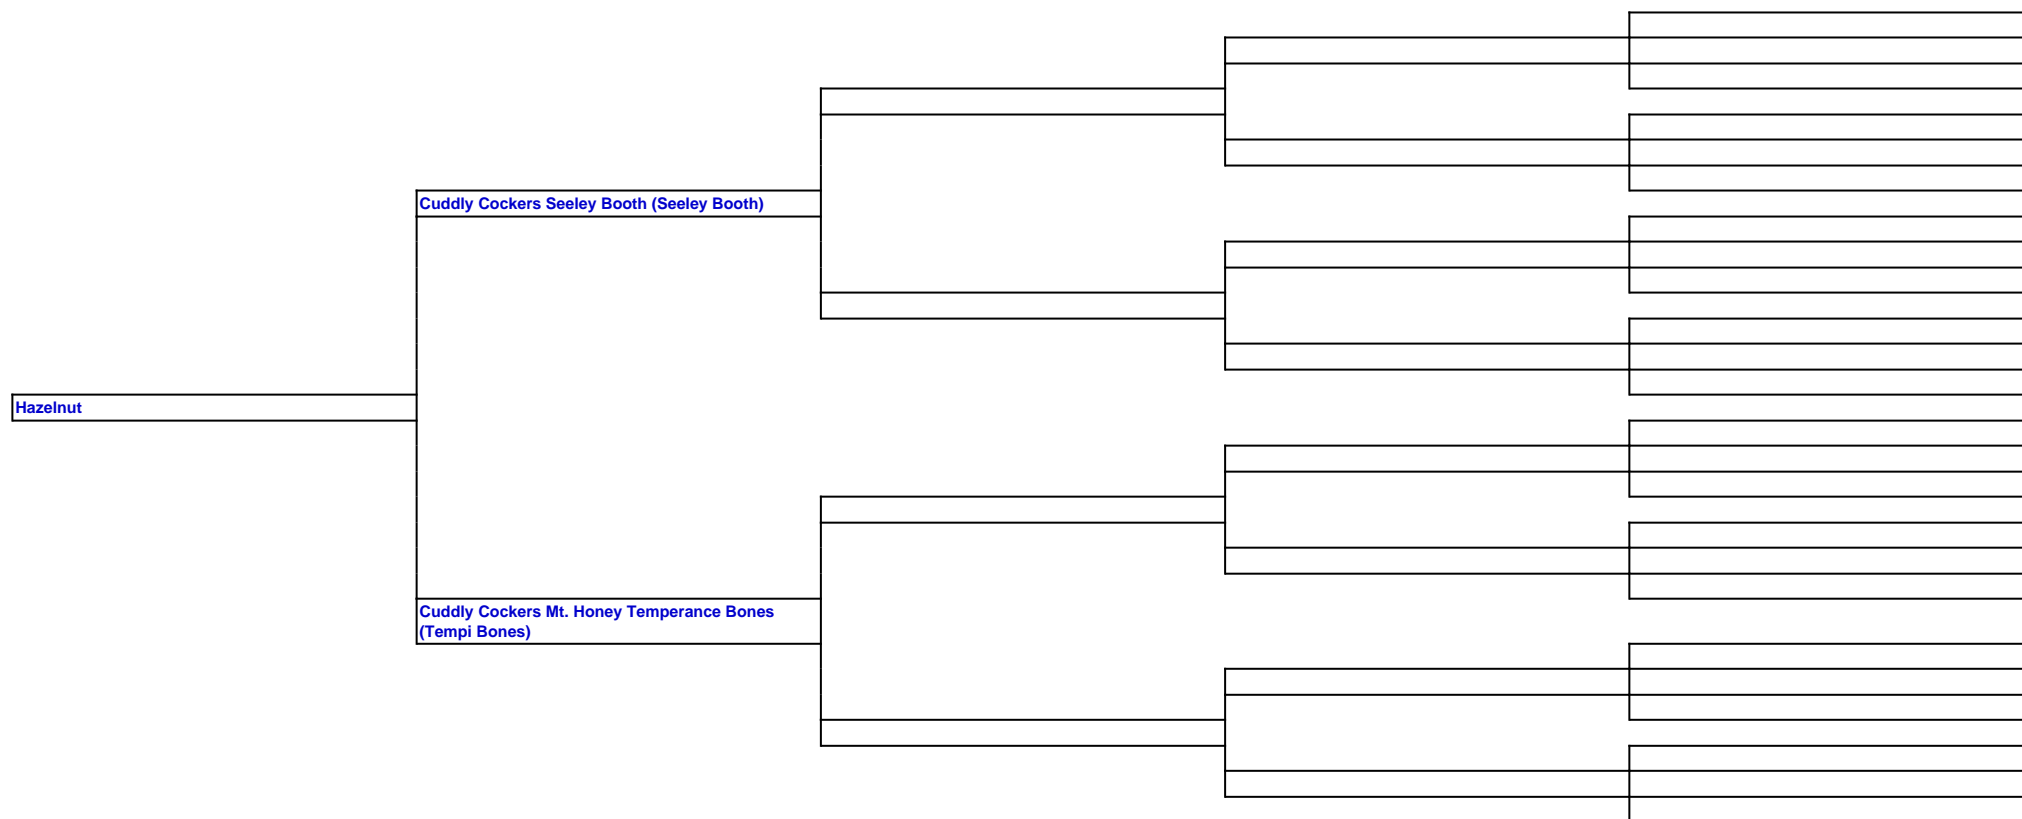 Cuddly Cockers Seeley Booth (Seeley Booth)
Hazelnut
Cuddly Cockers Mt. Honey Temperance Bones
(Tempi Bones)